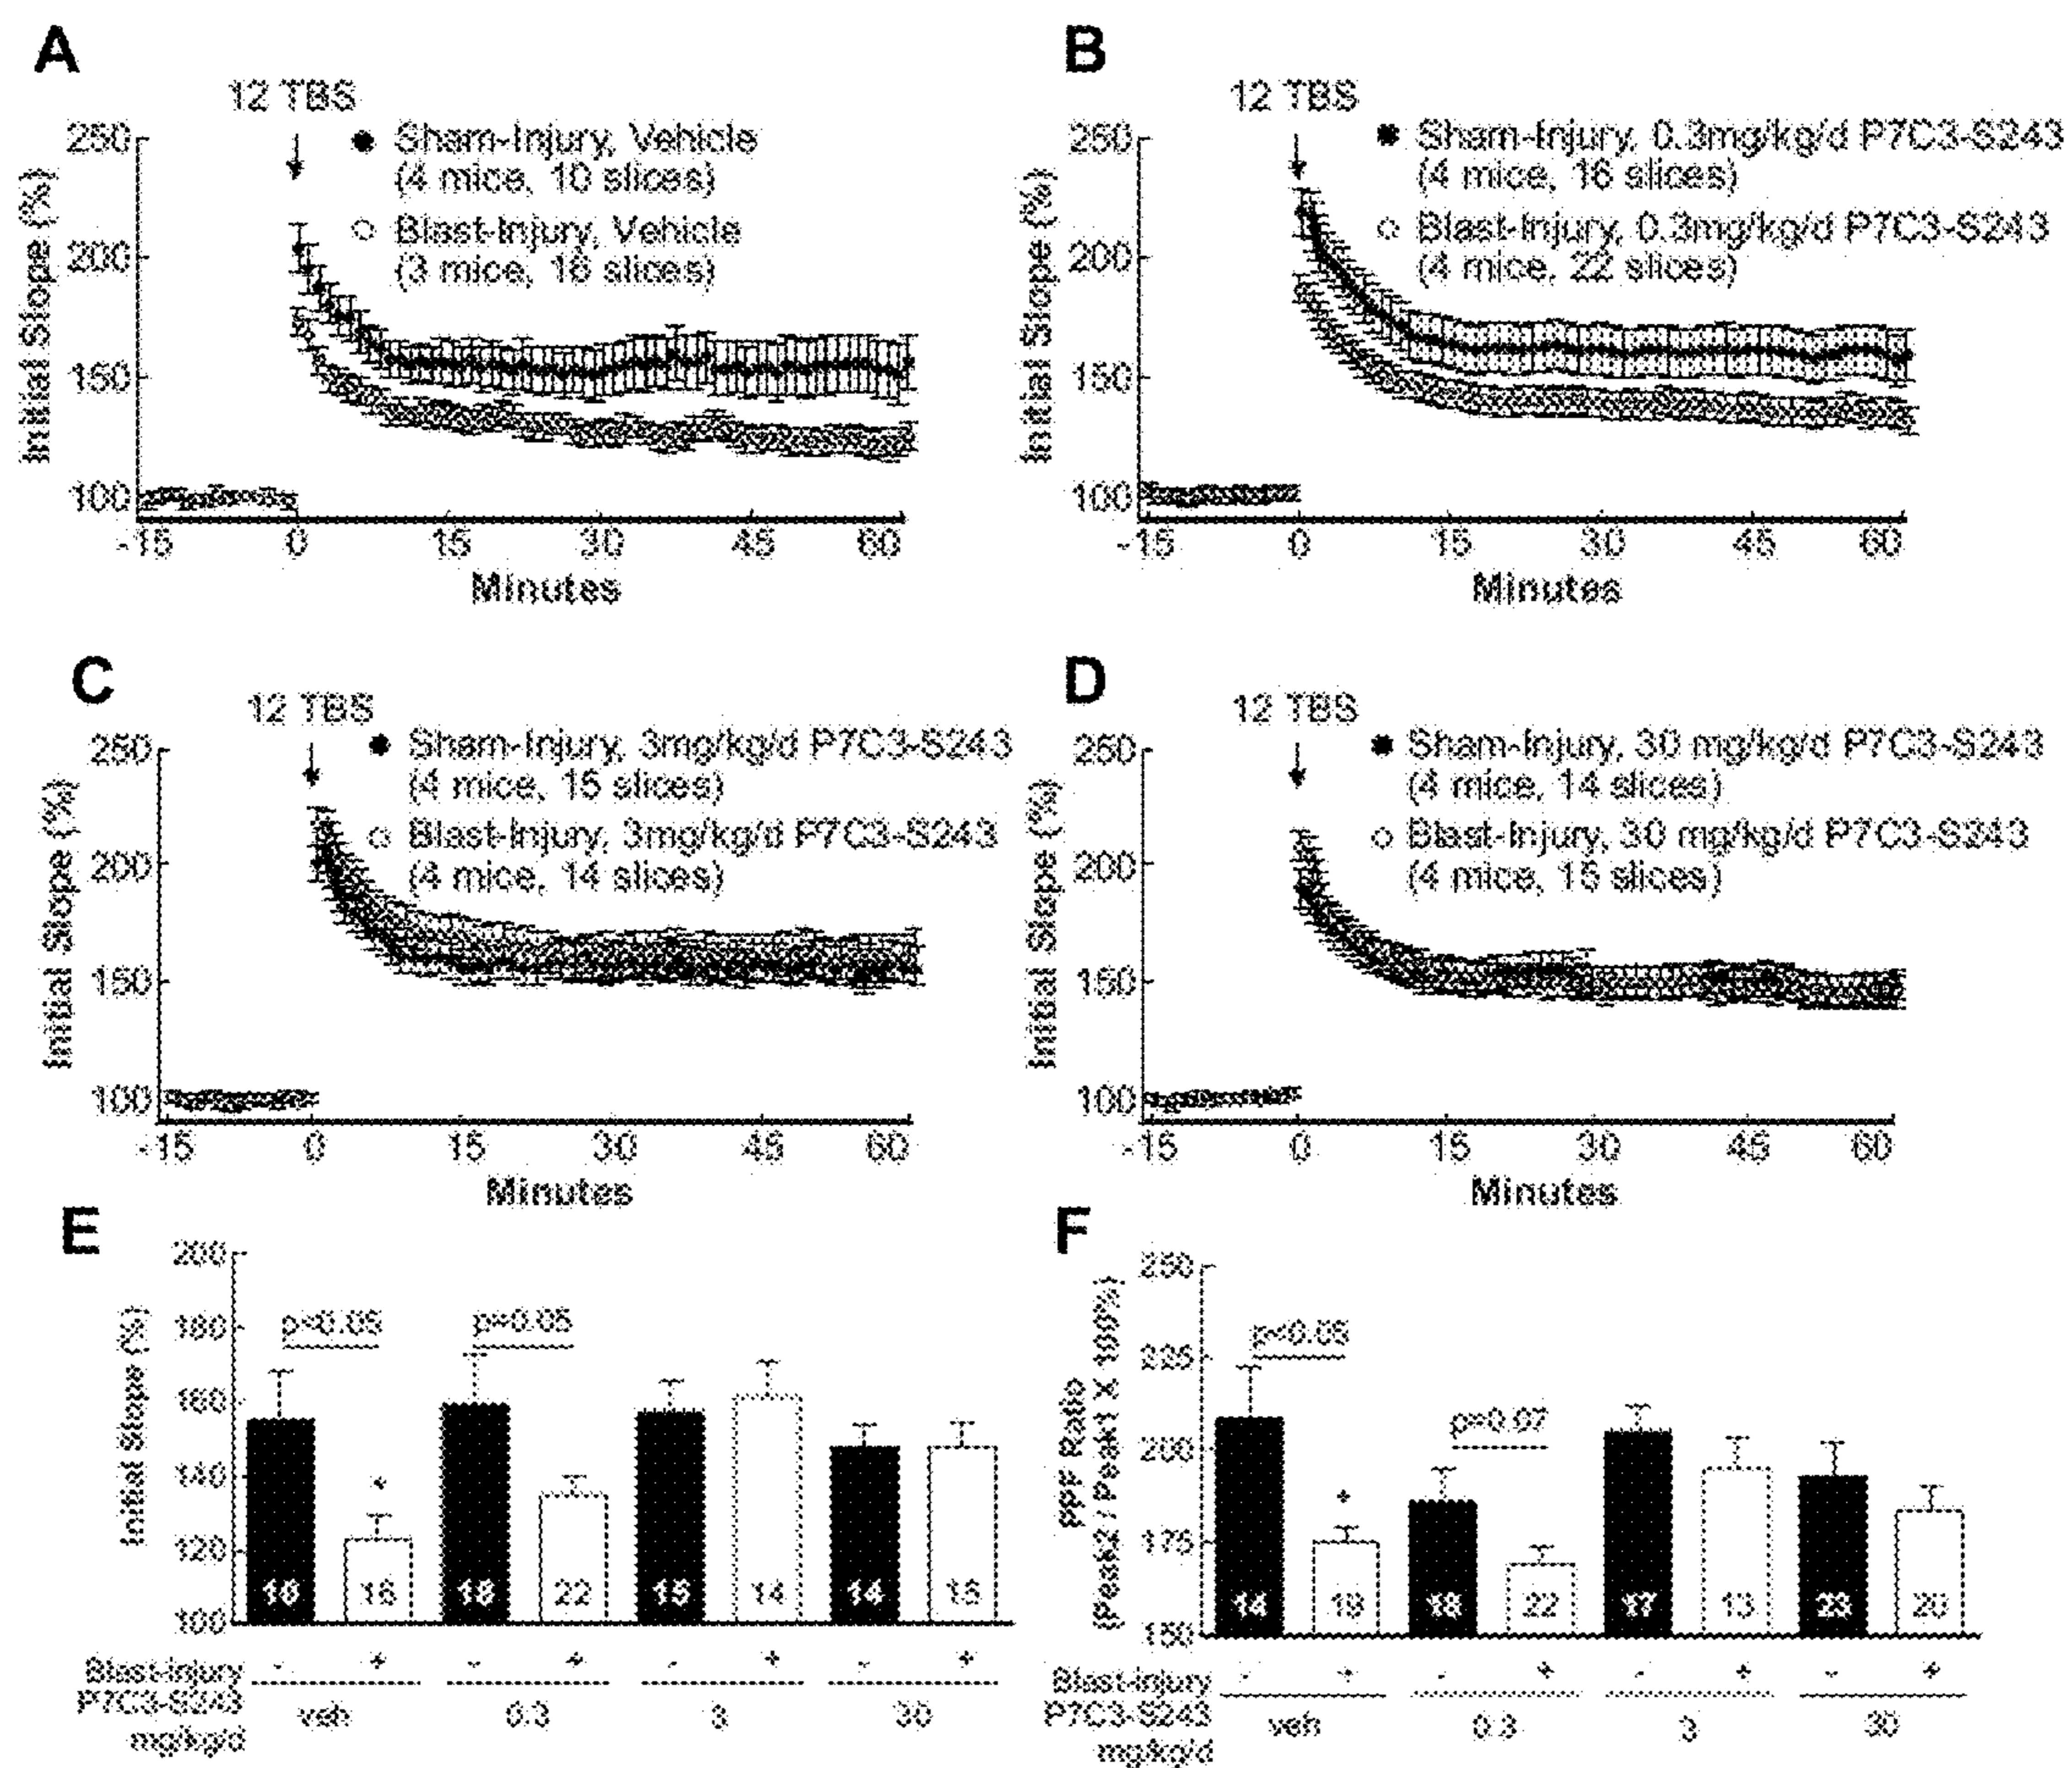 A
12 TBS
Sham-Injury, Vehicle
(4 mice, 10 slices)
Blast-Injury, Vehicle
(3 mice, 16 slices)
250
200
150
100
Initial Slope (%)
-15 0 15 30 45 60
Minutes
B
12 TBS
Sham-Injury, 0.3mg/kg/d P7C3-S243
(4 mice, 16 slices)
Blast-Injury, 0.3mg/kg/d P7C3-S243
(4 mice, 22 slices)
250
200
150
100
Initial Slope (%)
-15 0 15 30 45 60
Minutes
C
12 TBS
Sham-Injury, 3mg/kg/d P7C3-S243
(4 mice, 15 slices)
Blast-Injury, 3mg/kg/d P7C3-S243
(4 mice, 14 slices)
250
200
150
100
Initial Slope (%)
-15 0 15 30 45 60
Minutes
D
12 TBS
Sham-Injury, 30 mg/kg/d P7C3-S243
(4 mice, 14 slices)
Blast-Injury, 30 mg/kg/d P7C3-S243
(4 mice, 15 slices)
250
200
150
100
Initial Slope (%)
-15 0 15 30 45 60
Minutes
E
200
180
160
140
120
100
Initial Slope (%)
p<0.05 p=0.05
*
10 16 16 22 15 14 14 15
Blast-Injury - + - + - + - +
P7C3-S243
mg/kg/d
veh 0.3 3 30
F
250
225
200
175
150
PPF Ratio
(Peak2 / Peak1 X 100%)
p<0.05
p=0.07
*
14 19 18 22 17 13 23 20
Blast-Injury - + - + - + - +
P7C3-S243
mg/kg/d
veh 0.3 3 30